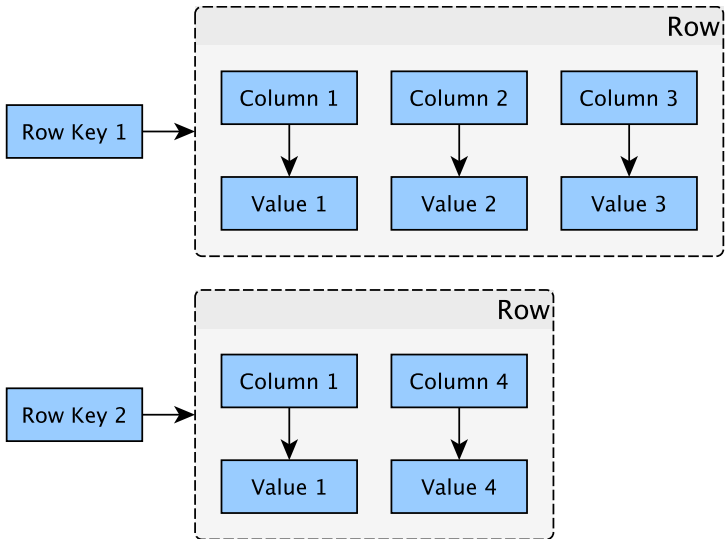 Row
Column 1 Column 2 Column 3
Row Key 1
Value 1 Value 2 Value 3
Row
Column 1 Column 4
Row Key 2
Value 1 Value 4